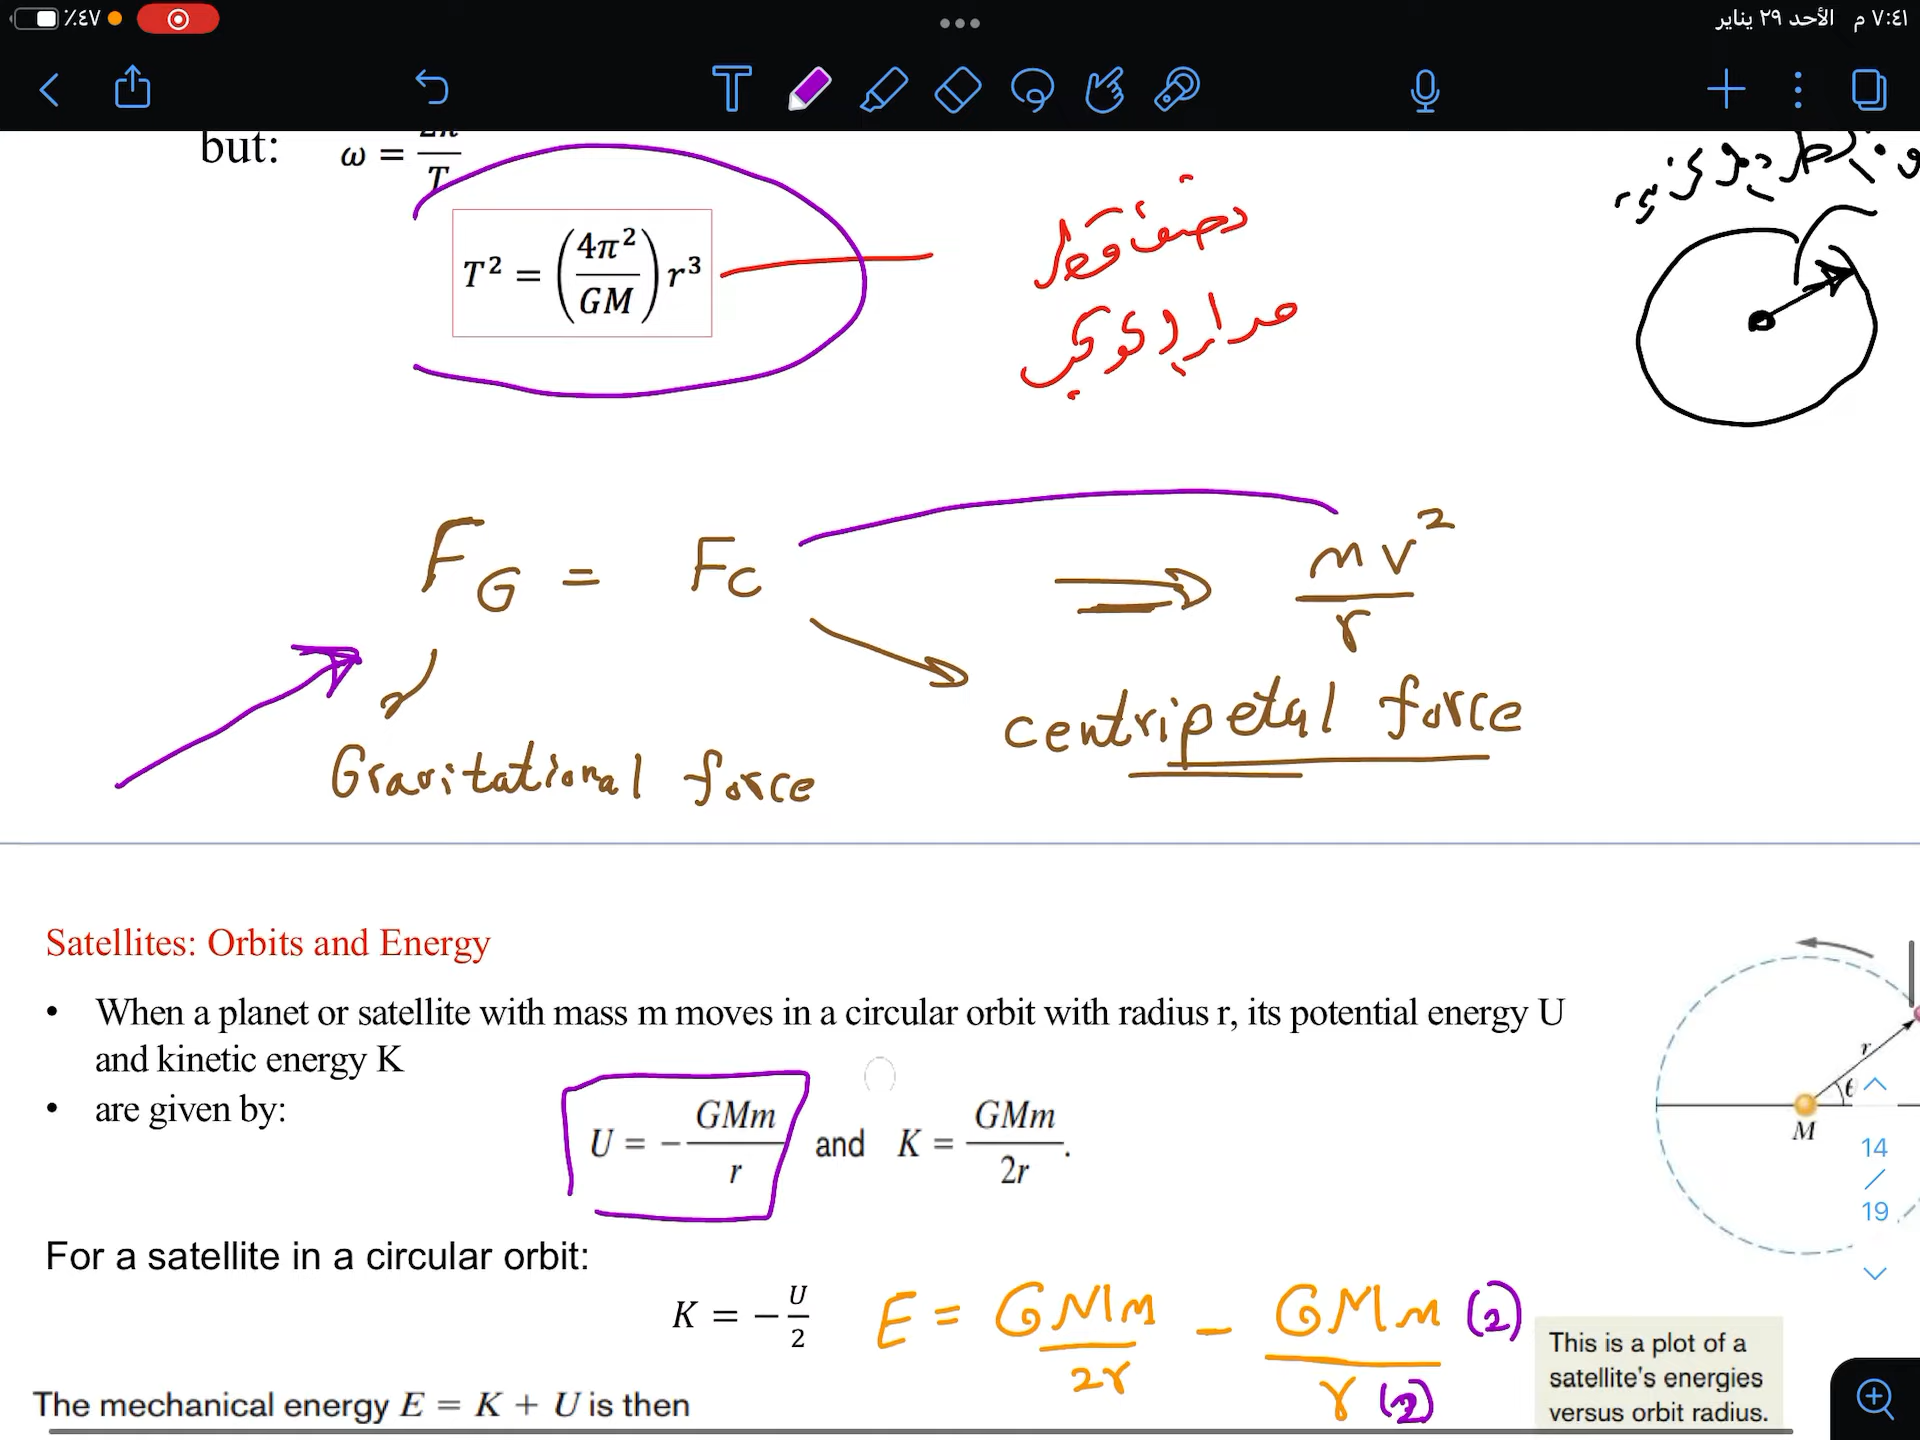 ٪٤٧
٧:٤١ م الأحد ٢٩ يناير
but: ω = 2π / T
T² = (4π² / GM) r³
نصف قطر
مدار الكوكب
F_G = F_C ⇒ mv² / r
centripetal force
Gravitational force
Satellites: Orbits and Energy
• When a planet or satellite with mass m moves in a circular orbit with radius r, its potential energy U
and kinetic energy K
• are given by:
U = − GMm / r and K = GMm / 2r .
r
θ
M
14
/
19
For a satellite in a circular orbit:
K = − U / 2
E = GMm / 2r − GMm (2) / r (2)
This is a plot of a
satellite's energies
versus orbit radius.
The mechanical energy E = K + U is then